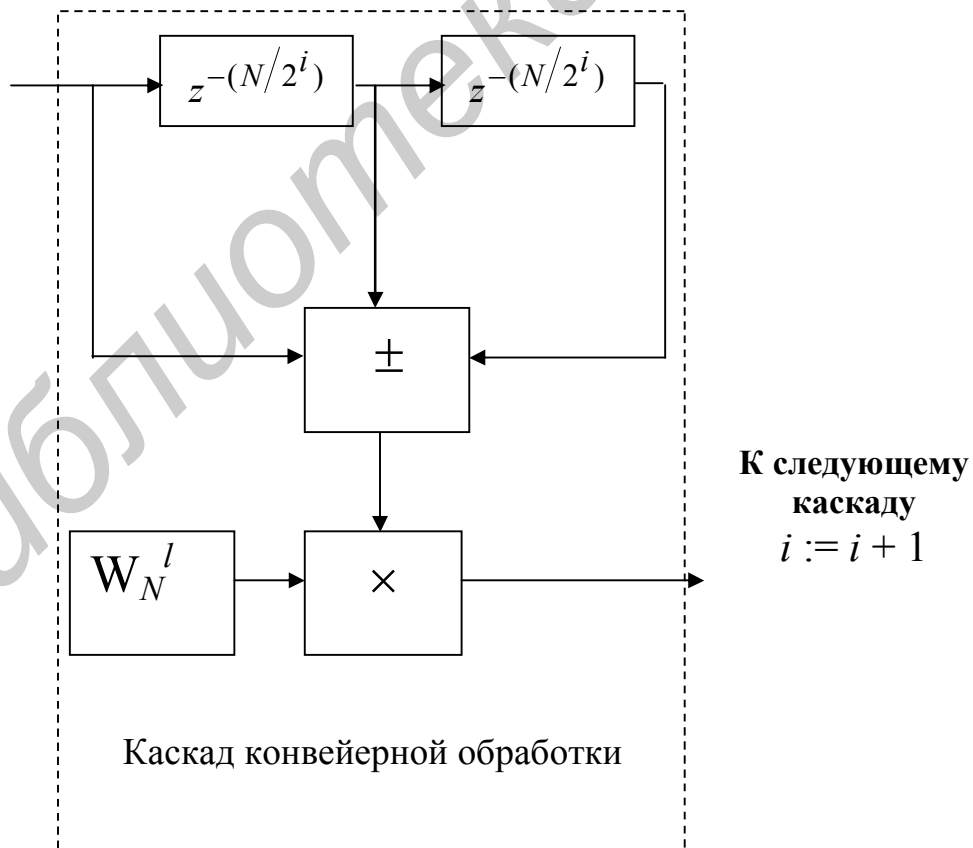 z^{-(N/2^i)}
z^{-(N/2^i)}
±
W_N^l
×
К следующему
каскаду
i := i + 1
Каскад конвейерной обработки